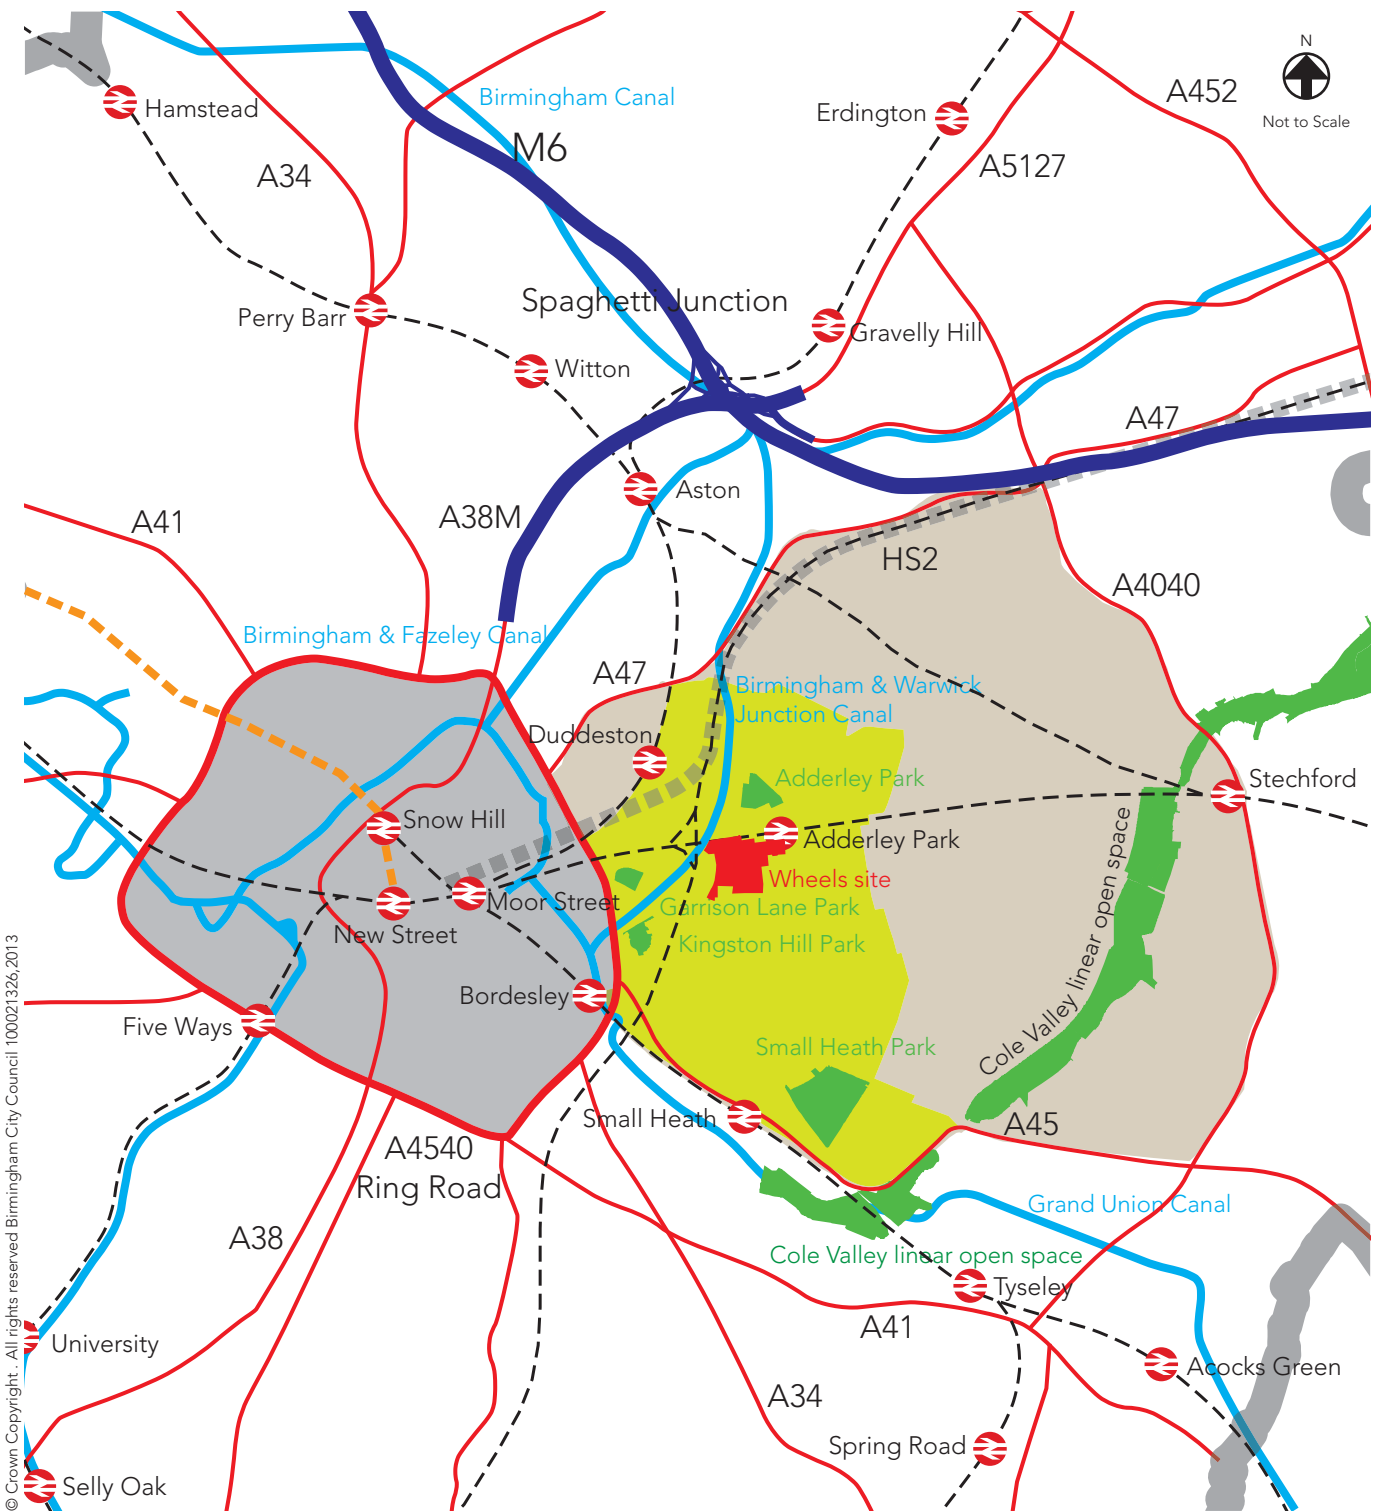 N
Not to Scale
A452
Birmingham Canal
Hamstead
Erdington
M6
A34
A5127
Spaghetti Junction
Perry Barr
Gravelly Hill
Witton
A47
Aston
A38M
A41
HS2
A4040
Birmingham & Fazeley Canal
A47
Birmingham & Warwick
Junction Canal
Duddeston
Adderley Park
Stechford
Snow Hill
Adderley Park
Wheels site
Moor Street
Garrison Lane Park
New Street
Kingston Hill Park
Cole Valley linear open space
Bordesley
Five Ways
Small Heath Park
Small Heath
A45
A4540
Ring Road
Grand Union Canal
A38
Cole Valley linear open space
Tyseley
A41
University
Acocks Green
A34
Spring Road
Selly Oak
© Crown Copyright . All rights reserved Birmingham City Council 100021326,2013